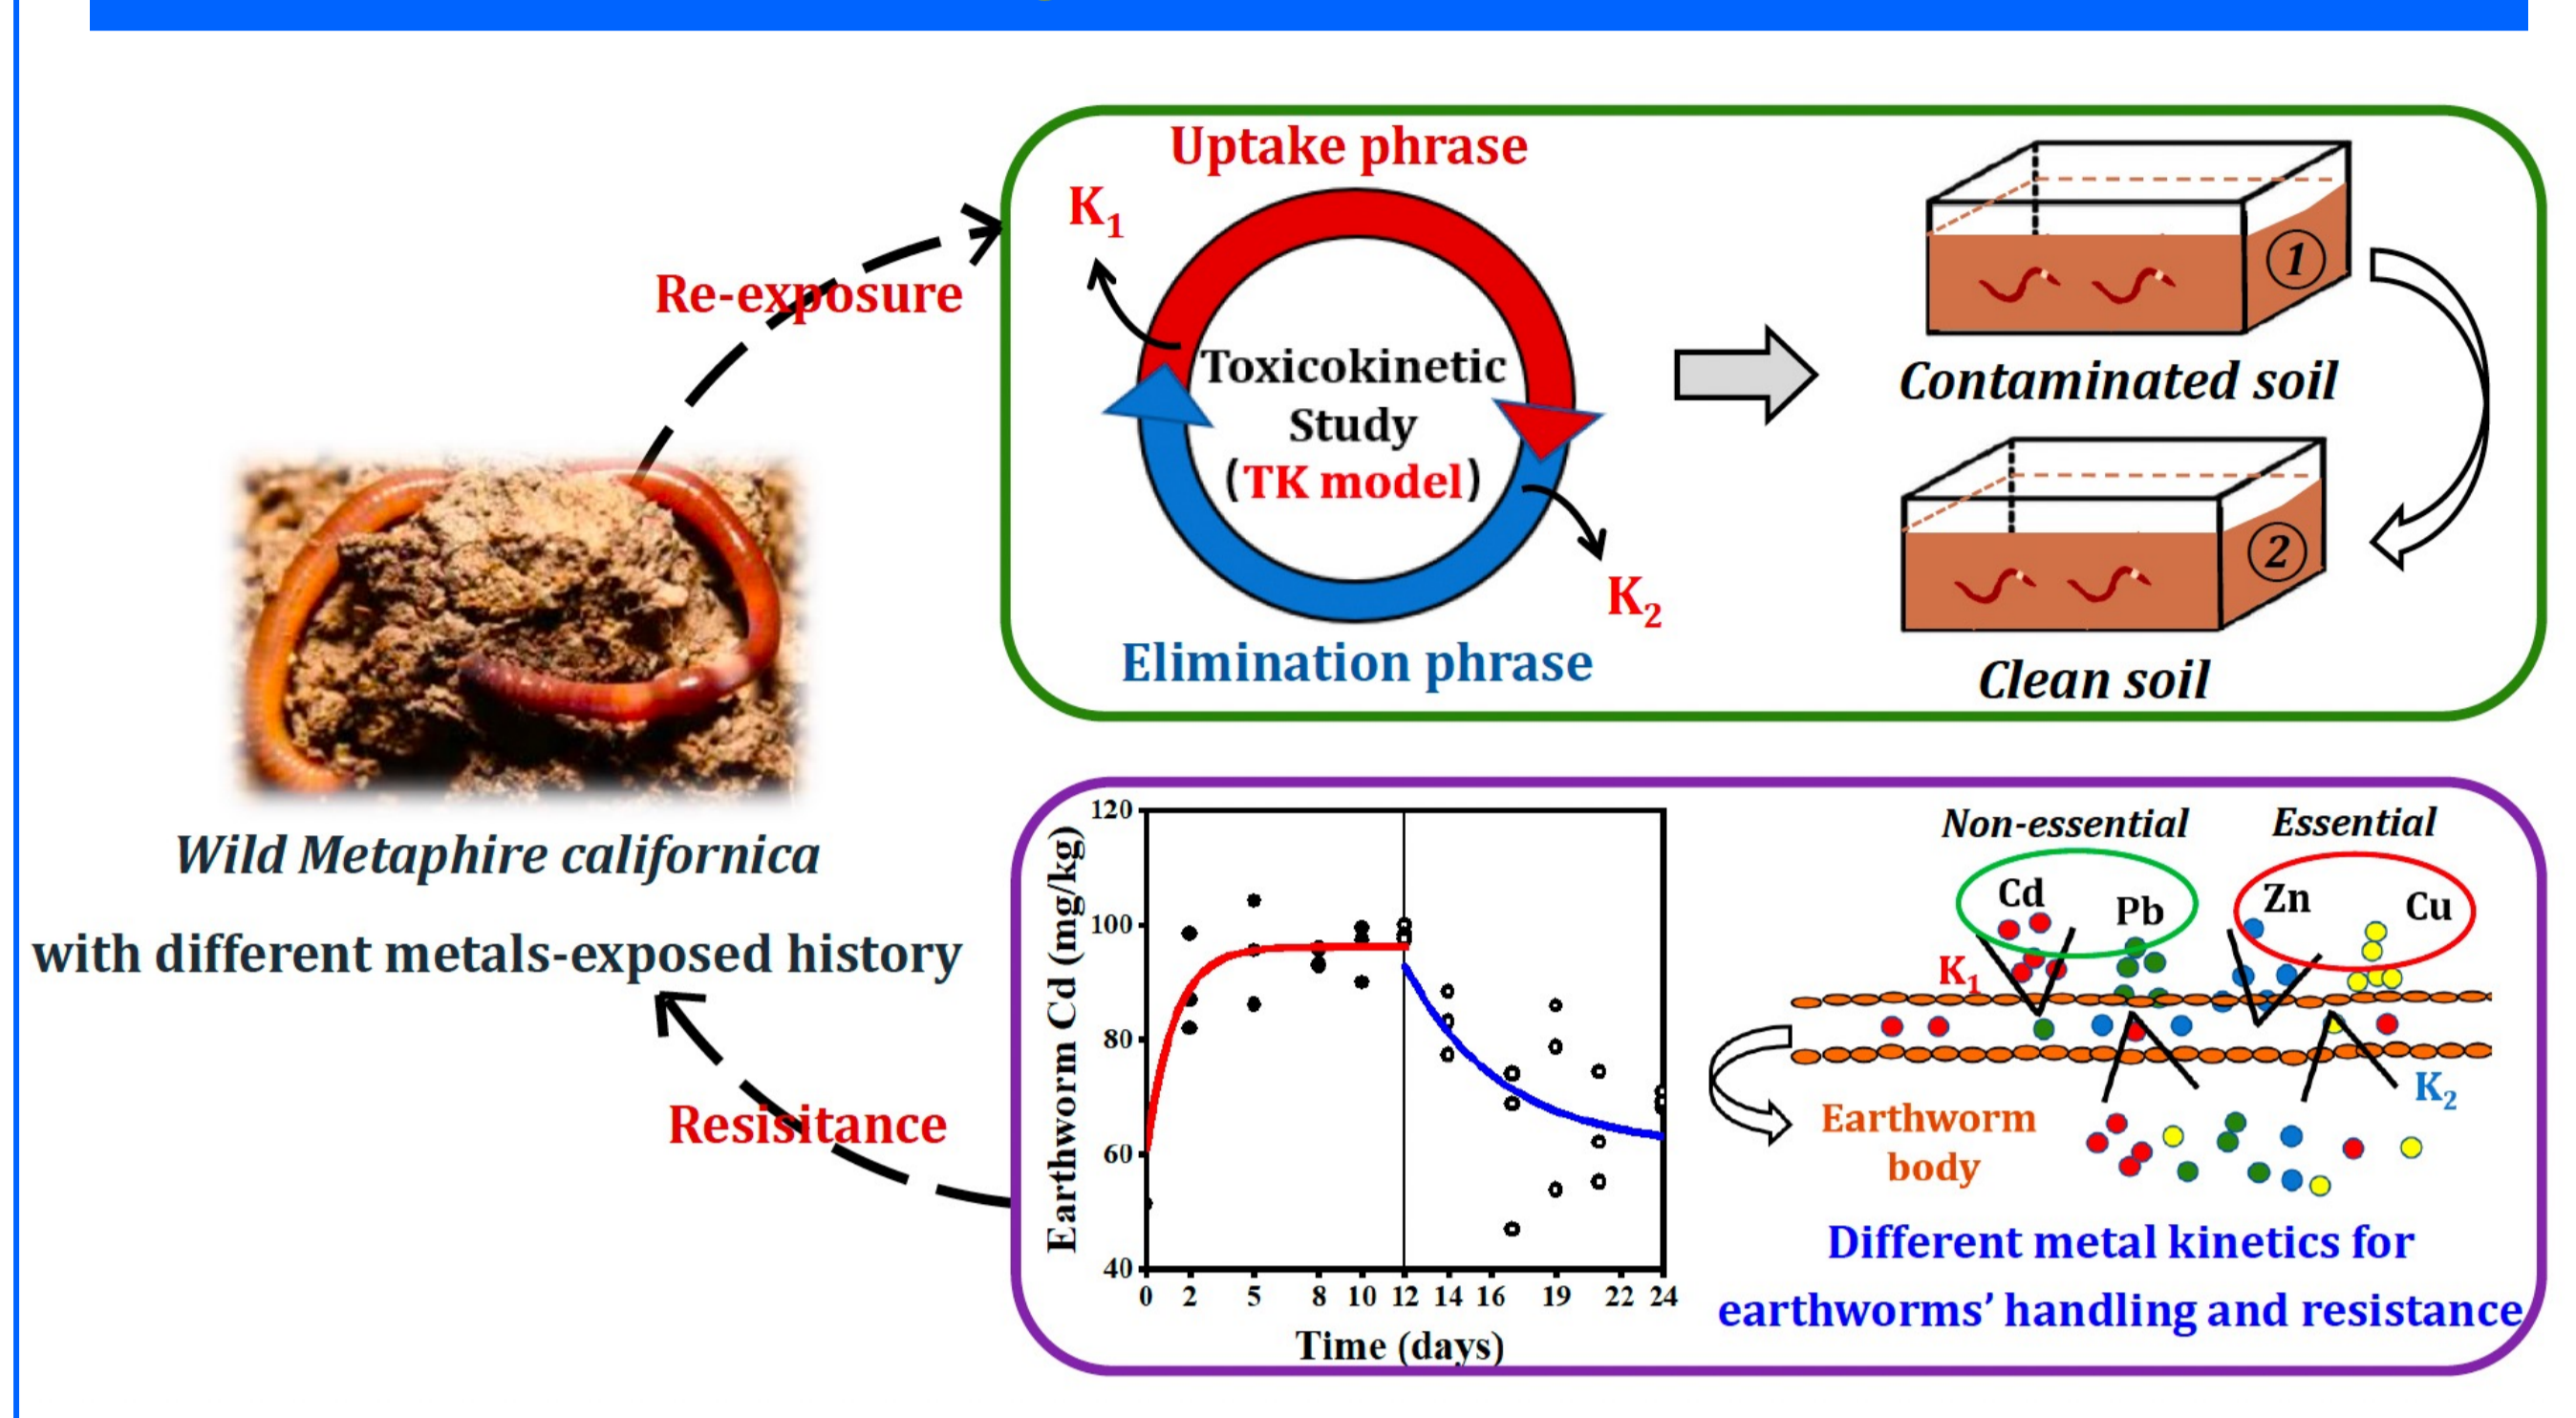 Uptake phrase
K1
Re-exposure
Toxicokinetic
Study
(TK model)
K2
Elimination phrase
1
Contaminated soil
2
Clean soil
Wild Metaphire californica
with different metals-exposed history
Resisitance
Earthworm Cd (mg/kg)
120
100
80
60
40
0 2 5 8 10 12 14 16 19 22 24
Time (days)
Non-essential
Essential
Cd
Pb
Zn
Cu
K1
K2
Earthworm
body
Different metal kinetics for
earthworms’ handling and resistance